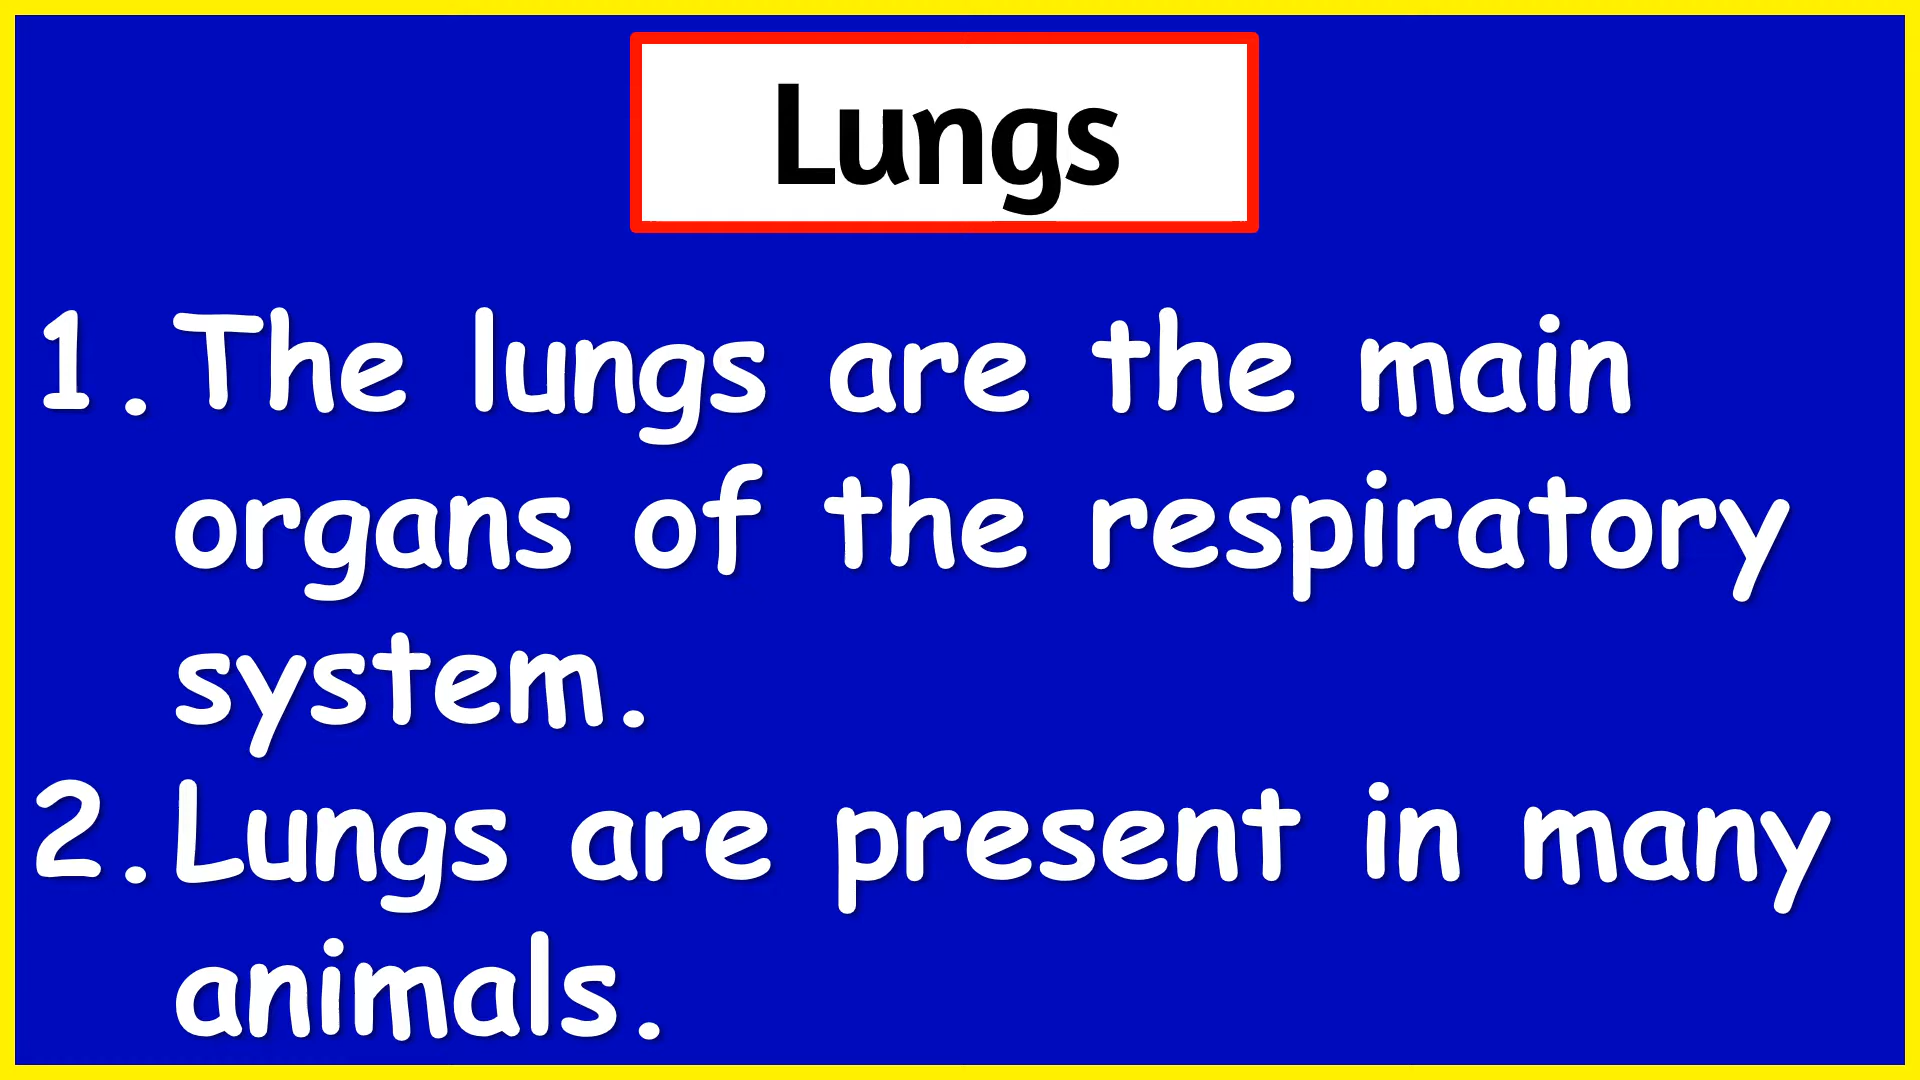 Lungs
1. The lungs are the main
organs of the respiratory
system.
2. Lungs are present in many
animals.